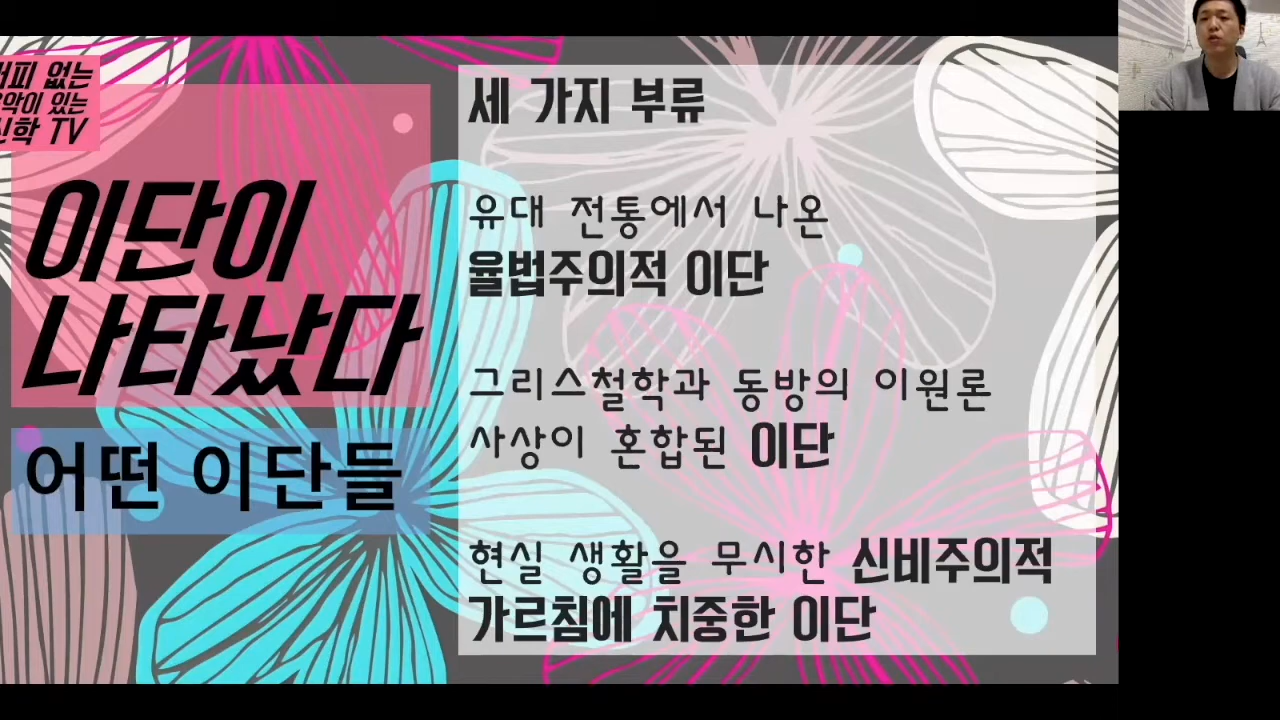 없는
있는
TV
이단이
나타났다
어떤 이단들
세 가지 부류
유대 전통에서 나온
율법주의적 이단
그리스철학과 동방의 이원론
사상이 혼합된 이단
현실 생활을 무시한 신비주의적
가르침에 치중한 이단